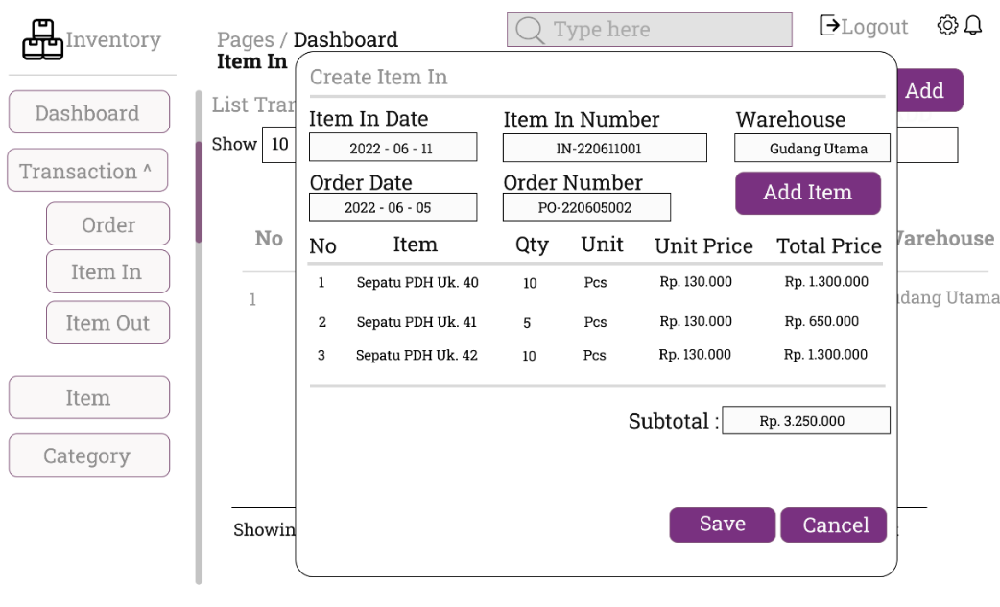 Inventory
Pages / Dashboard
Type here
Logout
Item In
Add
List Tran
Show 10
Dashboard
Transaction ^
Order
Item In
Item Out
Item
Category
No
Warehouse
1
Gudang Utama
Showin
Create Item In
Item In Date
Item In Number
Warehouse
2022 - 06 - 11
IN-220611001
Gudang Utama
Order Date
Order Number
Add Item
2022 - 06 - 05
PO-220605002
No Item Qty Unit Unit Price Total Price
1 Sepatu PDH Uk. 40 10 Pcs Rp. 130.000 Rp. 1.300.000
2 Sepatu PDH Uk. 41 5 Pcs Rp. 130.000 Rp. 650.000
3 Sepatu PDH Uk. 42 10 Pcs Rp. 130.000 Rp. 1.300.000
Subtotal : Rp. 3.250.000
Save
Cancel